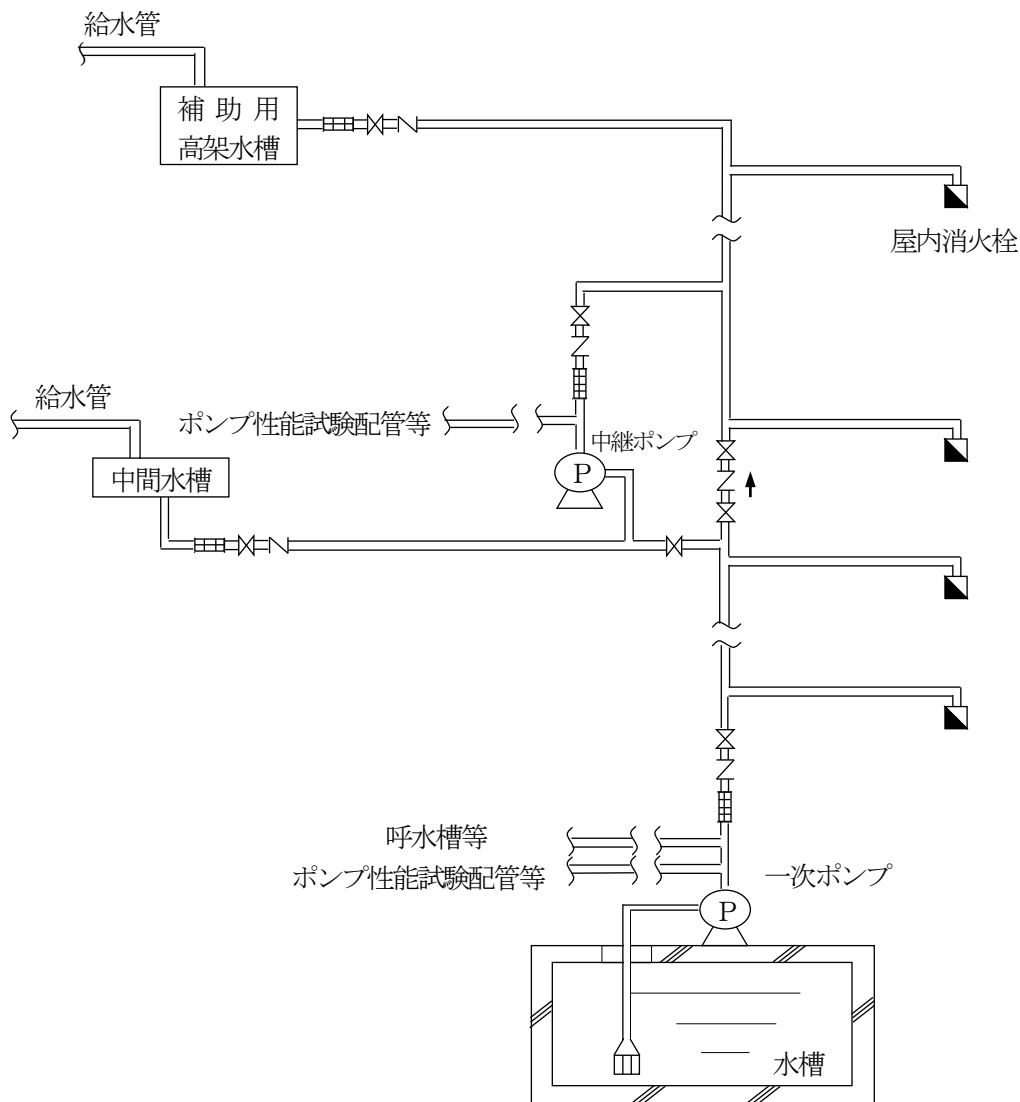 給水管
補助用
高架水槽
屋内消火栓
給水管
ポンプ性能試験配管等
中継ポンプ
P
中間水槽
呼水槽等
ポンプ性能試験配管等
一次ポンプ
P
水槽